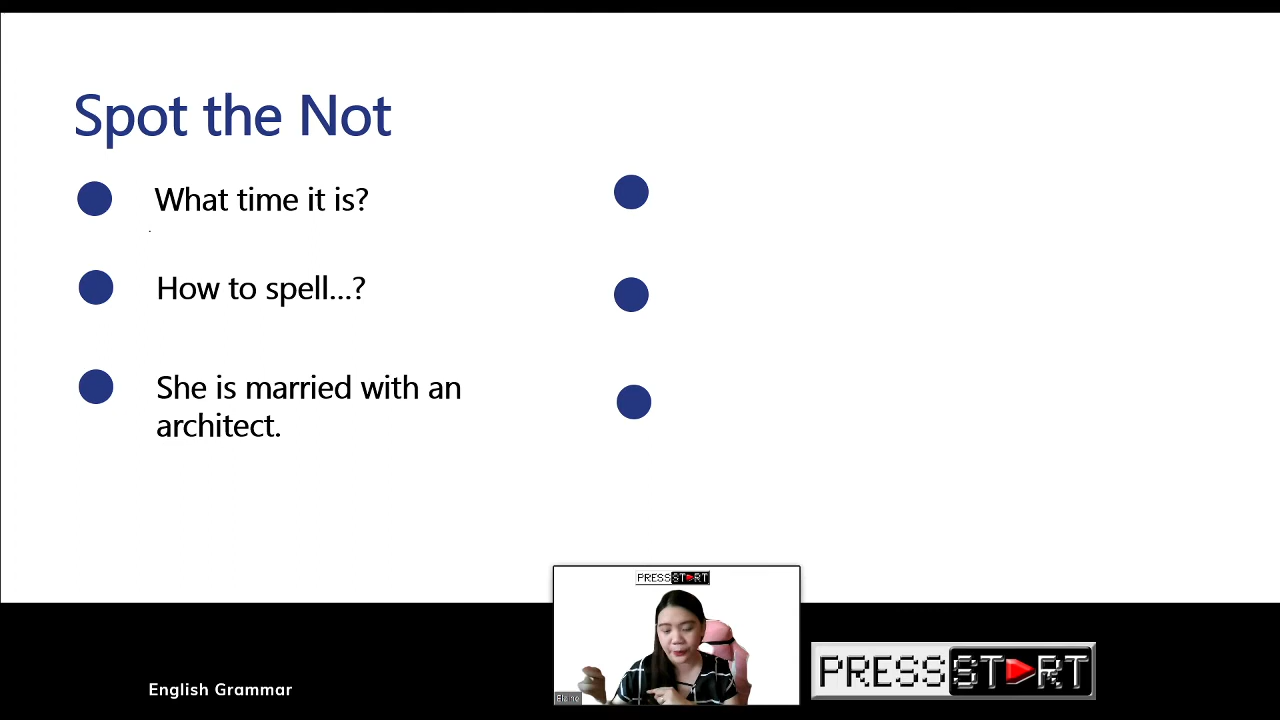 Spot the Not
What time it is?
How to spell...?
She is married with an
architect.
PRESS START
PRESS START
English Grammar